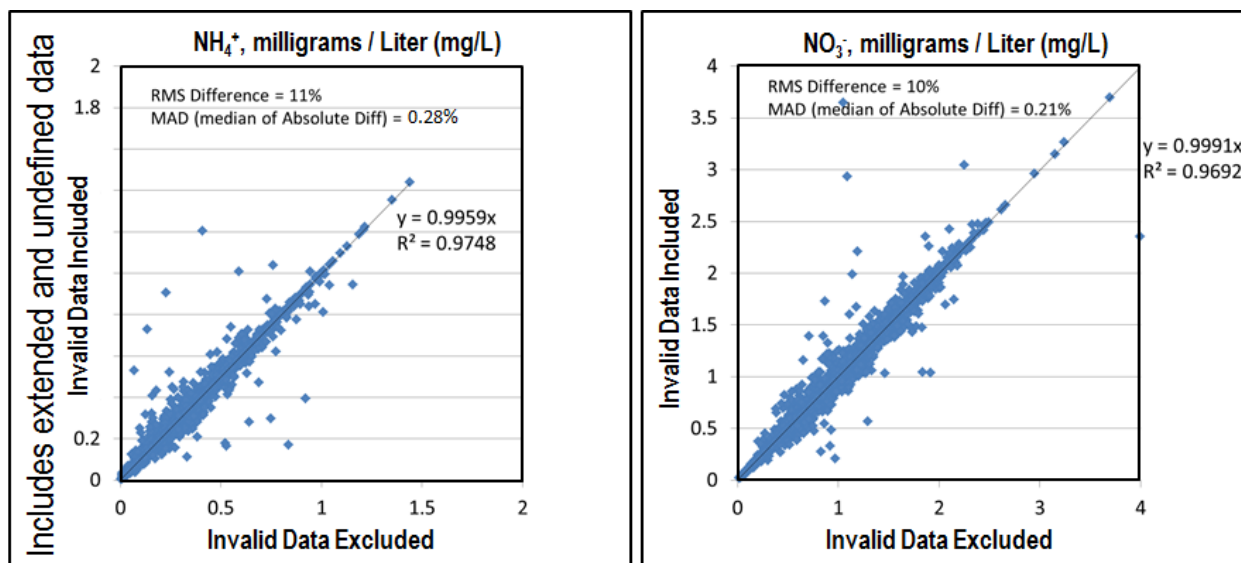 Includes extended and undefined data
NH₄⁺, milligrams / Liter (mg/L)
2
1.8
0.2
0
RMS Difference = 11%
MAD (median of Absolute Diff) = 0.28%
y = 0.9959x
R² = 0.9748
Invalid Data Included
0 0.5 1 1.5 2
Invalid Data Excluded
NO₃⁻, milligrams / Liter (mg/L)
4
3.5
3
2.5
2
1.5
1
0.5
0
RMS Difference = 10%
MAD (median of Absolute Diff) = 0.21%
y = 0.9991x
R² = 0.9692
Invalid Data Included
0 1 2 3 4
Invalid Data Excluded